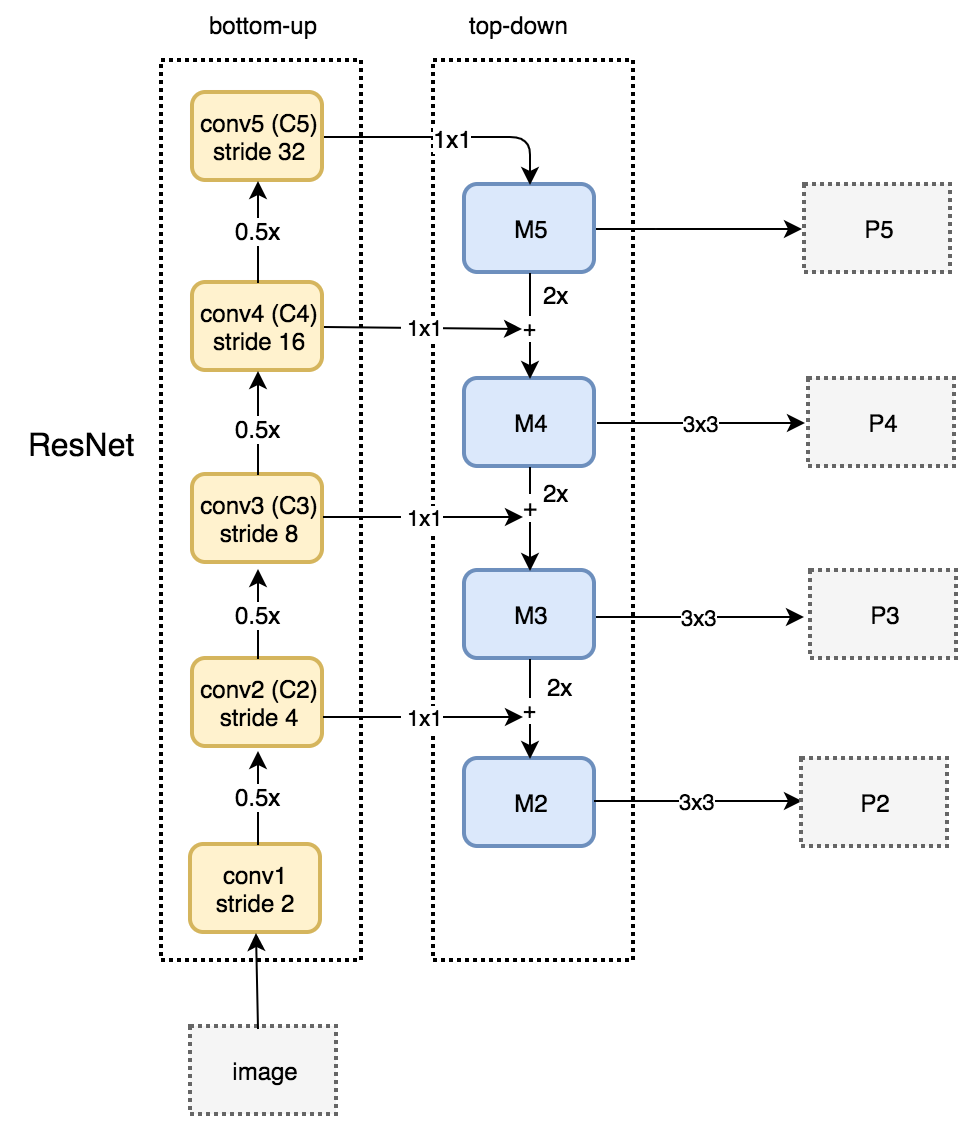 bottom-up
top-down
conv5 (C5)
stride 32
1x1
M5
P5
0.5x
2x
conv4 (C4)
stride 16
1x1
+
M4
3x3
P4
0.5x
ResNet
2x
conv3 (C3)
stride 8
1x1
+
M3
3x3
P3
0.5x
2x
conv2 (C2)
stride 4
1x1
+
M2
3x3
P2
0.5x
conv1
stride 2
image